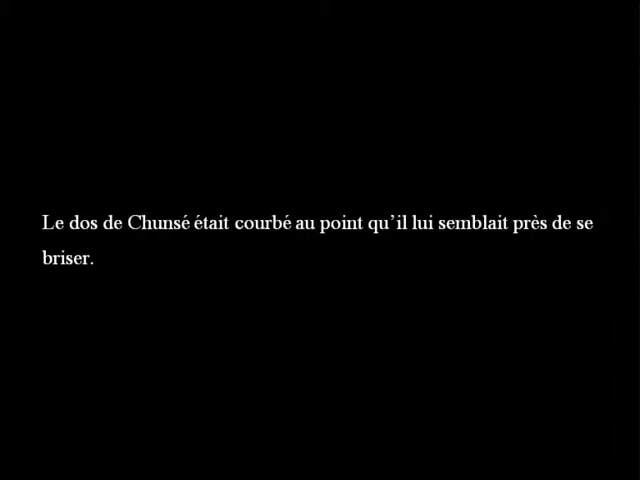 Le dos de Chunsé était courbé au point qu’il lui semblait près de se
briser.